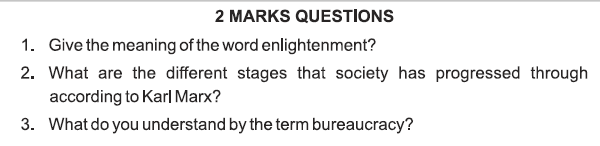 2 MARKS QUESTIONS
1. Give the meaning of the word enlightenment?
2. What are the different stages that society has progressed through
according to Karl Marx?
3. What do you understand by the term bureaucracy?